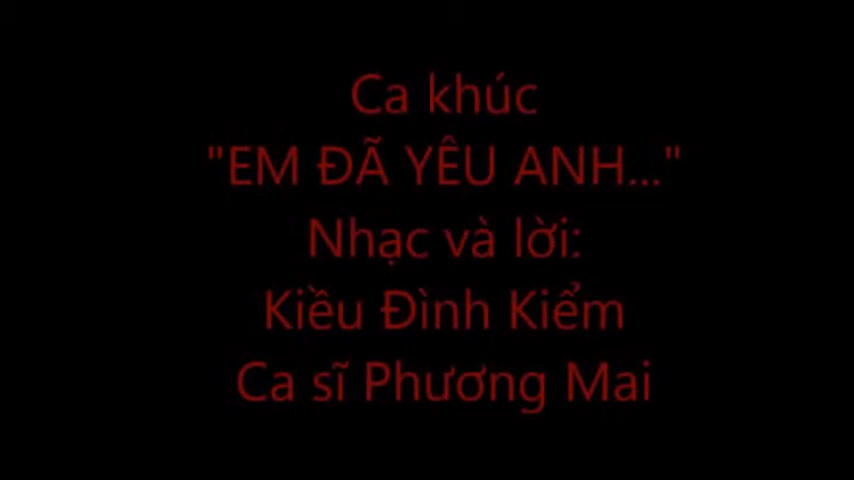 Ca khúc
"EM ĐÃ YÊU ANH..."
Nhạc và lời:
Kiều Đình Kiểm
Ca sĩ Phương Mai